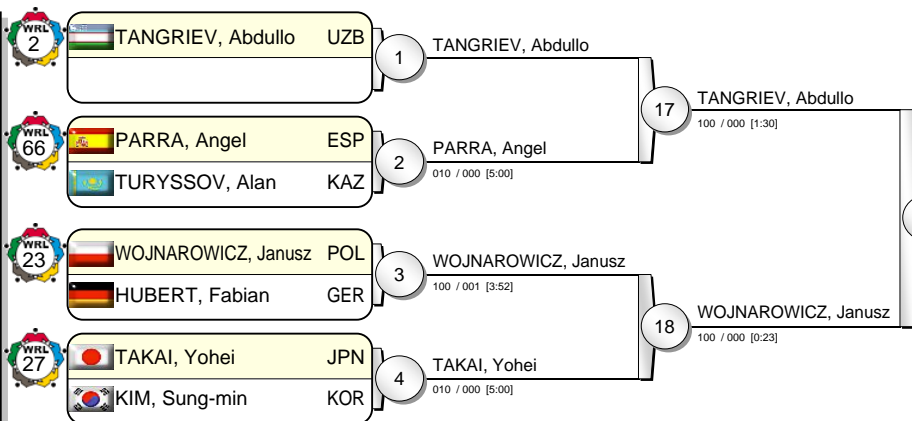 WRL
2
TANGRIEV, Abdullo UZB
1
TANGRIEV, Abdullo
WRL
66
PARRA, Angel ESP
TURYSSOV, Alan KAZ
2
PARRA, Angel
010 / 000 [5:00]
17
TANGRIEV, Abdullo
100 / 000 [1:30]
WRL
23
WOJNAROWICZ, Janusz POL
HUBERT, Fabian GER
3
WOJNAROWICZ, Janusz
100 / 001 [3:52]
WRL
27
TAKAI, Yohei JPN
KIM, Sung-min KOR
4
TAKAI, Yohei
010 / 000 [5:00]
18
WOJNAROWICZ, Janusz
100 / 000 [0:23]